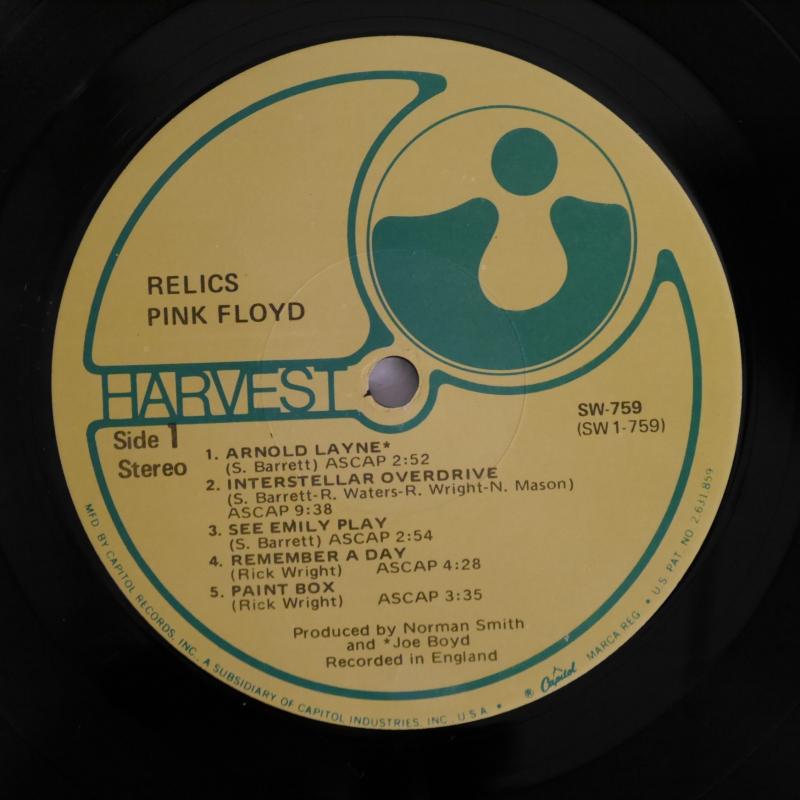 RELICS
PINK FLOYD
HARVEST
SW-759
(SW 1-759)
Side 1
Stereo
1. ARNOLD LAYNE*
(S. Barrett) ASCAP 2:52
2. INTERSTELLAR OVERDRIVE
(S. Barrett-R. Waters-R. Wright-N. Mason)
ASCAP 9:38
3. SEE EMILY PLAY
(S. Barrett) ASCAP 2:54
4. REMEMBER A DAY
(Rick Wright) ASCAP 4:28
5. PAINT BOX
(Rick Wright) ASCAP 3:35
Produced by Norman Smith
and *Joe Boyd
Recorded in England
MFD BY CAPITOL RECORDS, INC., A SUBSIDIARY OF CAPITOL INDUSTRIES, INC., U.S.A. • ® Capitol MARCA REG. • U.S. PAT. NO. 2,631,859